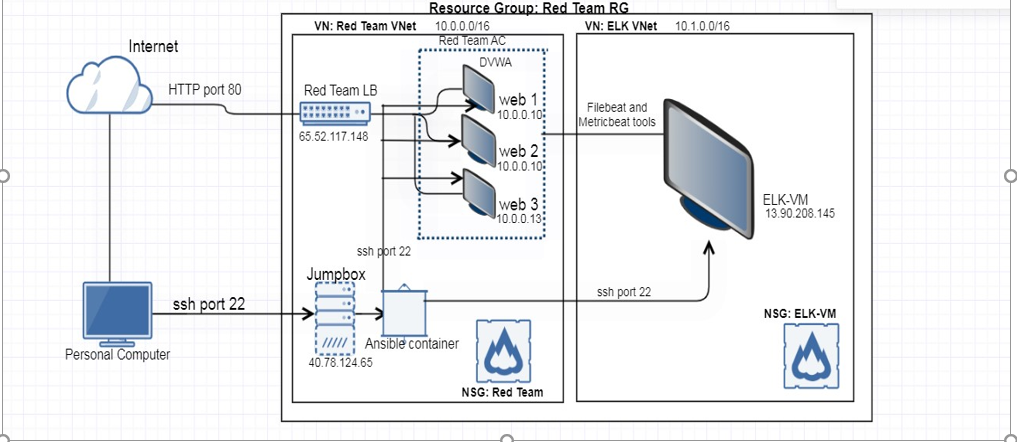 Resource Group: Red Team RG
VN: Red Team VNet 10.0.0.0/16
VN: ELK VNet 10.1.0.0/16
Internet
HTTP port 80
Red Team LB
65.52.117.148
Red Team AC
DVWA
web 1
10.0.0.10
web 2
10.0.0.10
web 3
10.0.0.13
Filebeat and
Metricbeat tools
ELK-VM
13.90.208.145
ssh port 22
Jumpbox
40.78.124.65
Ansible container
ssh port 22
ssh port 22
Personal Computer
NSG: Red Team
NSG: ELK-VM